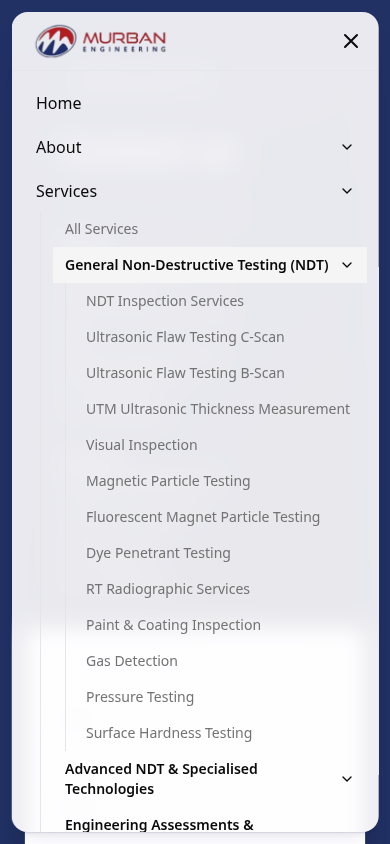 MURBAN
ENGINEERING
Home
About
Services
All Services
General Non-Destructive Testing (NDT)
NDT Inspection Services
Ultrasonic Flaw Testing C-Scan
Ultrasonic Flaw Testing B-Scan
UTM Ultrasonic Thickness Measurement
Visual Inspection
Magnetic Particle Testing
Fluorescent Magnet Particle Testing
Dye Penetrant Testing
RT Radiographic Services
Paint & Coating Inspection
Gas Detection
Pressure Testing
Surface Hardness Testing
Advanced NDT & Specialised
Technologies
Engineering Assessments &